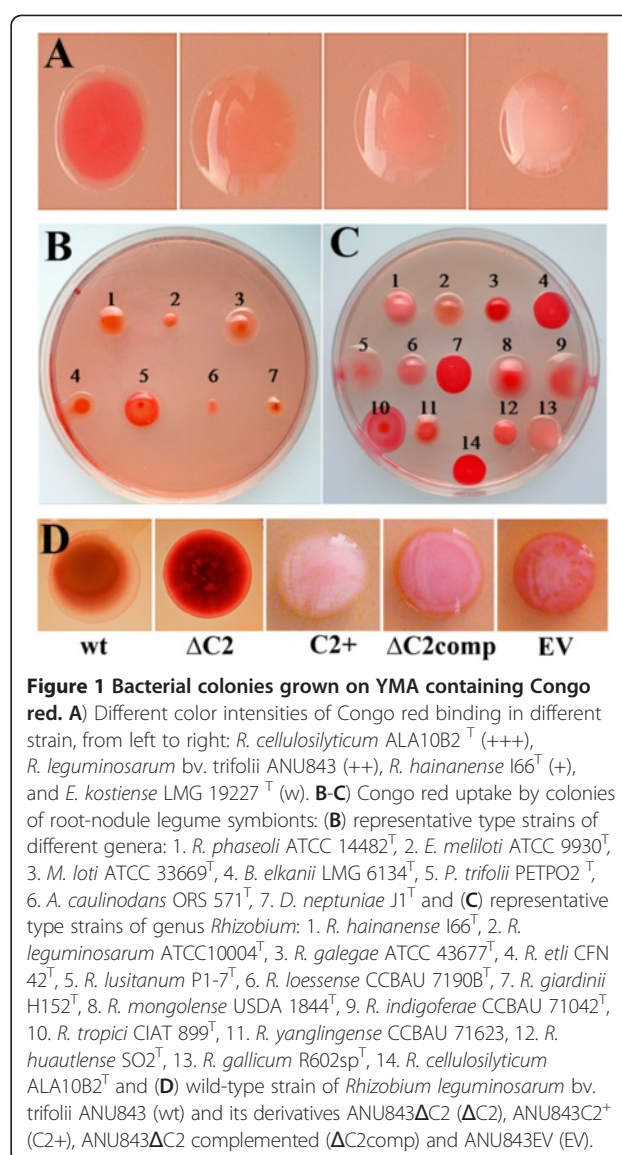 A
B
C
1
2
3
4
5
6
7
1
2
3
4
5
6
7
8
9
10
11
12
13
14
D
wt
ΔC2
C2+
ΔC2comp
EV
Figure 1 Bacterial colonies grown on YMA containing Congo
red. A) Different color intensities of Congo red binding in different
strain, from left to right: R. cellulosilyticum ALA10B2 T (+++),
R. leguminosarum bv. trifolii ANU843 (++), R. hainanense I66T (+),
and E. kostiense LMG 19227 T (w). B-C) Congo red uptake by colonies
of root-nodule legume symbionts: (B) representative type strains of
different genera: 1. R. phaseoli ATCC 14482T, 2. E. meliloti ATCC 9930T,
3. M. loti ATCC 33669T, 4. B. elkanii LMG 6134T, 5. P. trifolii PETPO2 T,
6. A. caulinodans ORS 571T, 7. D. neptuniae J1T and (C) representative
type strains of genus Rhizobium: 1. R. hainanense I66T, 2. R.
leguminosarum ATCC10004T, 3. R. galegae ATCC 43677T, 4. R. etli CFN
42T, 5. R. lusitanum P1-7T, 6. R. loessense CCBAU 7190BT, 7. R. giardinii
H152T, 8. R. mongolense USDA 1844T, 9. R. indigoferae CCBAU 71042T,
10. R. tropici CIAT 899T, 11. R. yanglingense CCBAU 71623, 12. R.
huautlense SO2T, 13. R. gallicum R602spT, 14. R. cellulosilyticum
ALA10B2T and (D) wild-type strain of Rhizobium leguminosarum bv.
trifolii ANU843 (wt) and its derivatives ANU843ΔC2 (ΔC2), ANU843C2+
(C2+), ANU843ΔC2 complemented (ΔC2comp) and ANU843EV (EV).